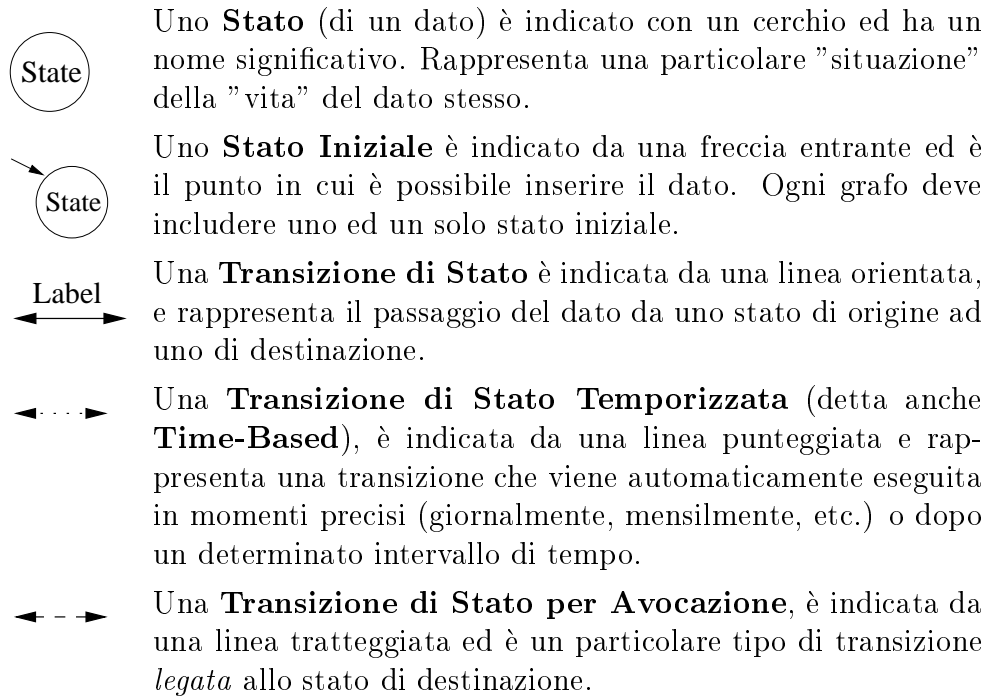 Uno Stato (di un dato) è indicato con un cerchio ed ha un
nome significativo. Rappresenta una particolare ”situazione”
della ”vita” del dato stesso.
State
Uno Stato Iniziale è indicato da una freccia entrante ed è
il punto in cui è possibile inserire il dato. Ogni grafo deve
includere uno ed un solo stato iniziale.
State
Una Transizione di Stato è indicata da una linea orientata,
e rappresenta il passaggio del dato da uno stato di origine ad
uno di destinazione.
Label
Una Transizione di Stato Temporizzata (detta anche
Time-Based), è indicata da una linea punteggiata e rap-
presenta una transizione che viene automaticamente eseguita
in momenti precisi (giornalmente, mensilmente, etc.) o dopo
un determinato intervallo di tempo.
Una Transizione di Stato per Avocazione, è indicata da
una linea tratteggiata ed è un particolare tipo di transizione
legata allo stato di destinazione.